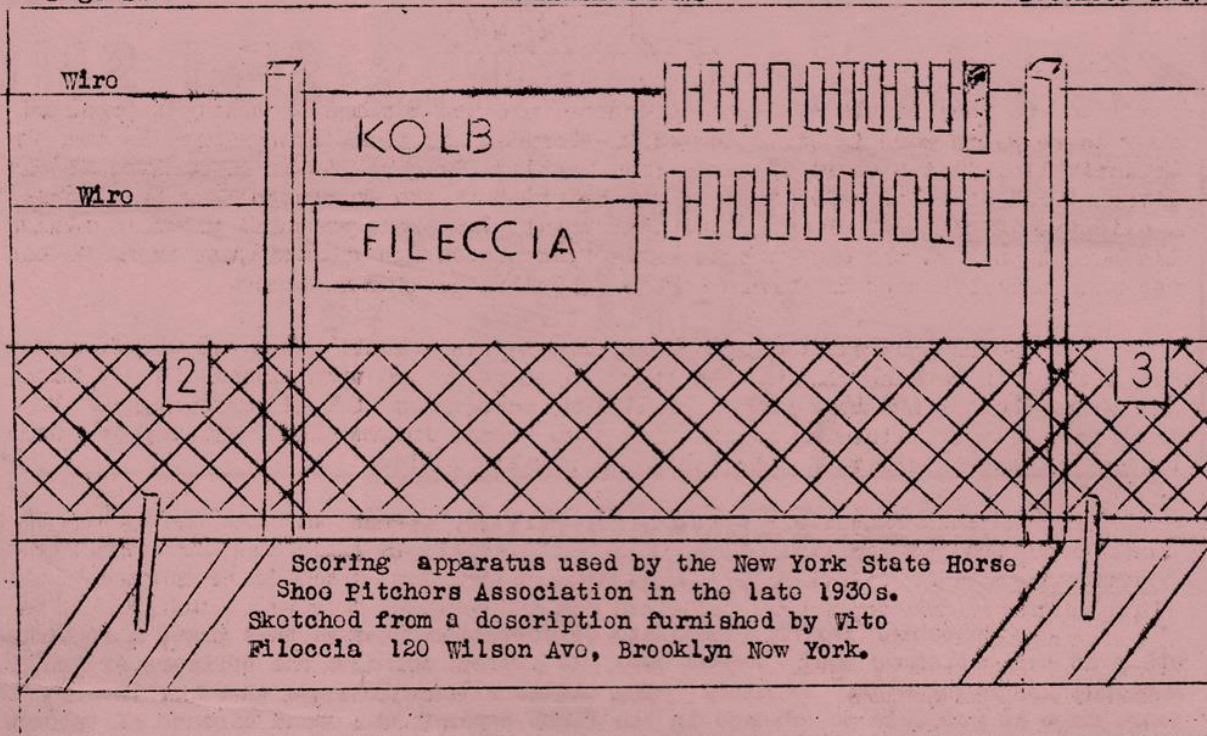 Wire
KOLB
Wire
FILECCIA
2
3
Scoring apparatus used by the New York State Horse
Shoe Pitchers Association in the late 1930s.
Sketched from a description furnished by Vito
Fileccia 120 Wilson Ave, Brooklyn New York.